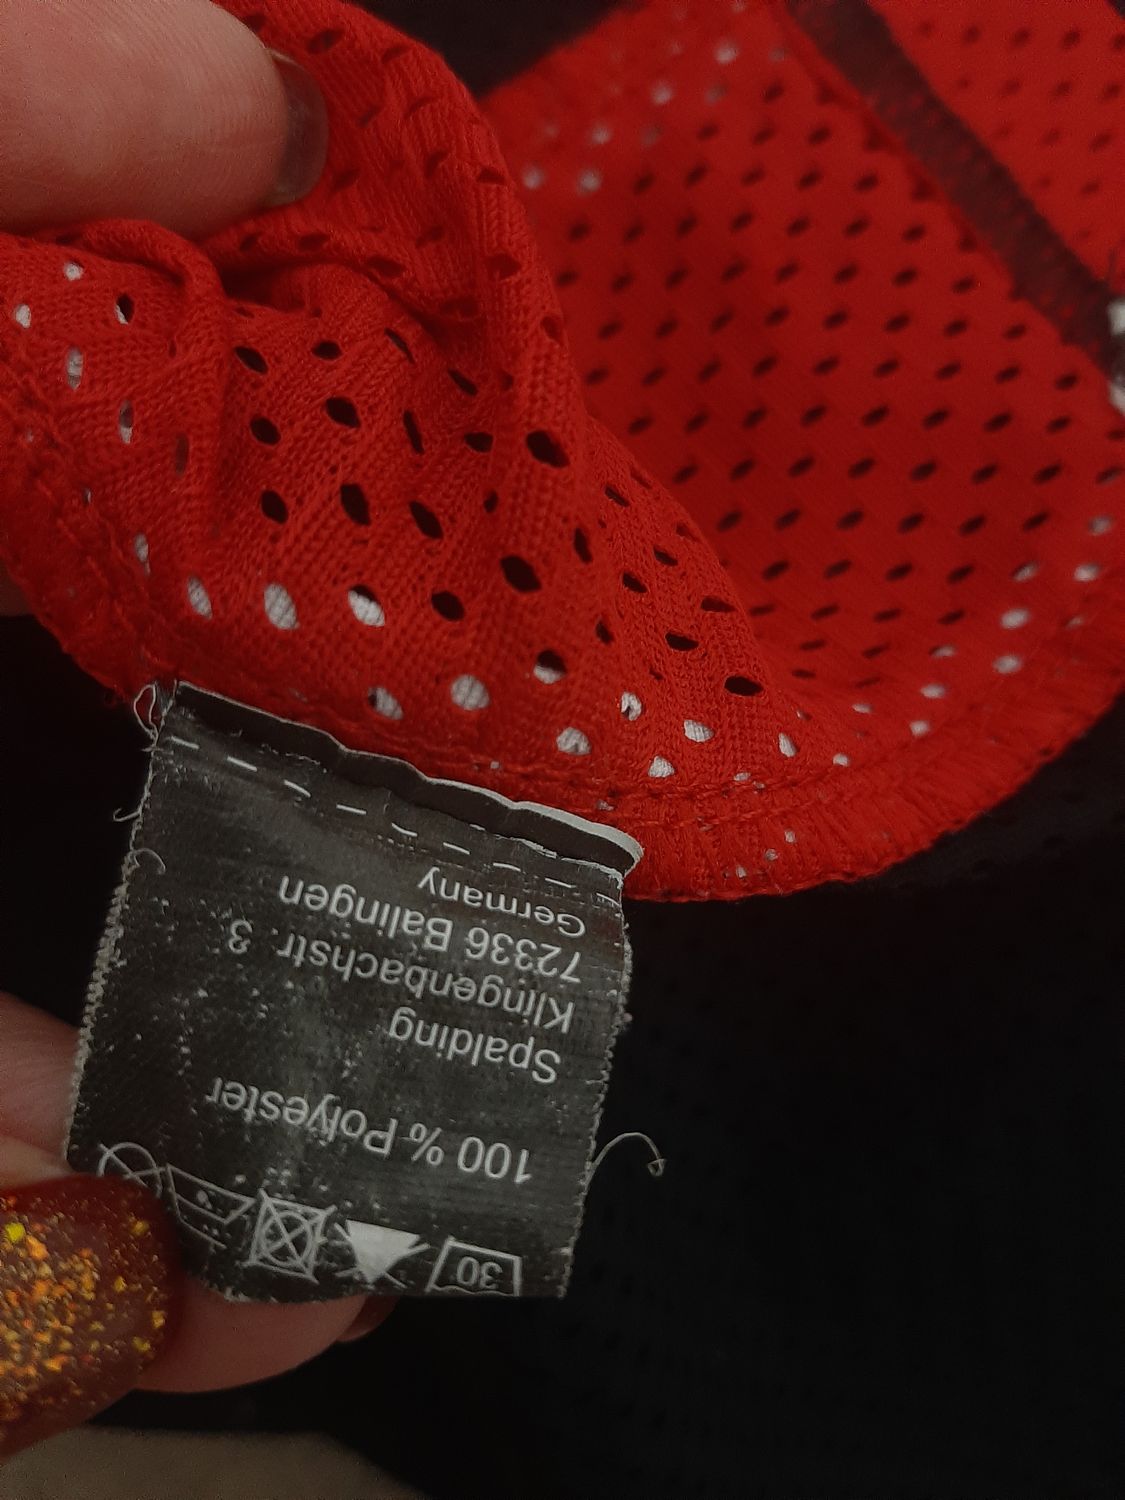 30
100 % Polyester
Spalding
Klingenbachstr. 3
72336 Balingen
Germany